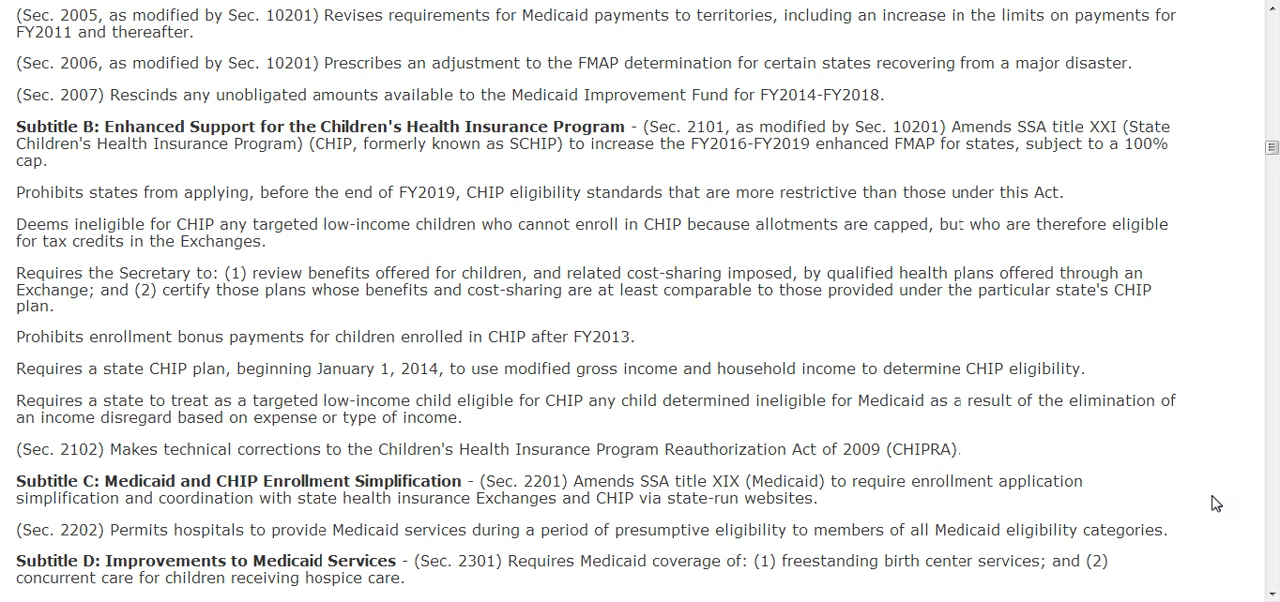 (Sec. 2005, as modified by Sec. 10201) Revises requirements for Medicaid payments to territories, including an increase in the limits on payments for
FY2011 and thereafter.
(Sec. 2006, as modified by Sec. 10201) Prescribes an adjustment to the FMAP determination for certain states recovering from a major disaster.
(Sec. 2007) Rescinds any unobligated amounts available to the Medicaid Improvement Fund for FY2014-FY2018.
Subtitle B: Enhanced Support for the Children's Health Insurance Program - (Sec. 2101, as modified by Sec. 10201) Amends SSA title XXI (State
Children's Health Insurance Program) (CHIP, formerly known as SCHIP) to increase the FY2016-FY2019 enhanced FMAP for states, subject to a 100%
cap.
Prohibits states from applying, before the end of FY2019, CHIP eligibility standards that are more restrictive than those under this Act.
Deems ineligible for CHIP any targeted low-income children who cannot enroll in CHIP because allotments are capped, but who are therefore eligible
for tax credits in the Exchanges.
Requires the Secretary to: (1) review benefits offered for children, and related cost-sharing imposed, by qualified health plans offered through an
Exchange; and (2) certify those plans whose benefits and cost-sharing are at least comparable to those provided under the particular state's CHIP
plan.
Prohibits enrollment bonus payments for children enrolled in CHIP after FY2013.
Requires a state CHIP plan, beginning January 1, 2014, to use modified gross income and household income to determine CHIP eligibility.
Requires a state to treat as a targeted low-income child eligible for CHIP any child determined ineligible for Medicaid as a result of the elimination of
an income disregard based on expense or type of income.
(Sec. 2102) Makes technical corrections to the Children's Health Insurance Program Reauthorization Act of 2009 (CHIPRA).
Subtitle C: Medicaid and CHIP Enrollment Simplification - (Sec. 2201) Amends SSA title XIX (Medicaid) to require enrollment application
simplification and coordination with state health insurance Exchanges and CHIP via state-run websites.
(Sec. 2202) Permits hospitals to provide Medicaid services during a period of presumptive eligibility to members of all Medicaid eligibility categories.
Subtitle D: Improvements to Medicaid Services - (Sec. 2301) Requires Medicaid coverage of: (1) freestanding birth center services; and (2)
concurrent care for children receiving hospice care.